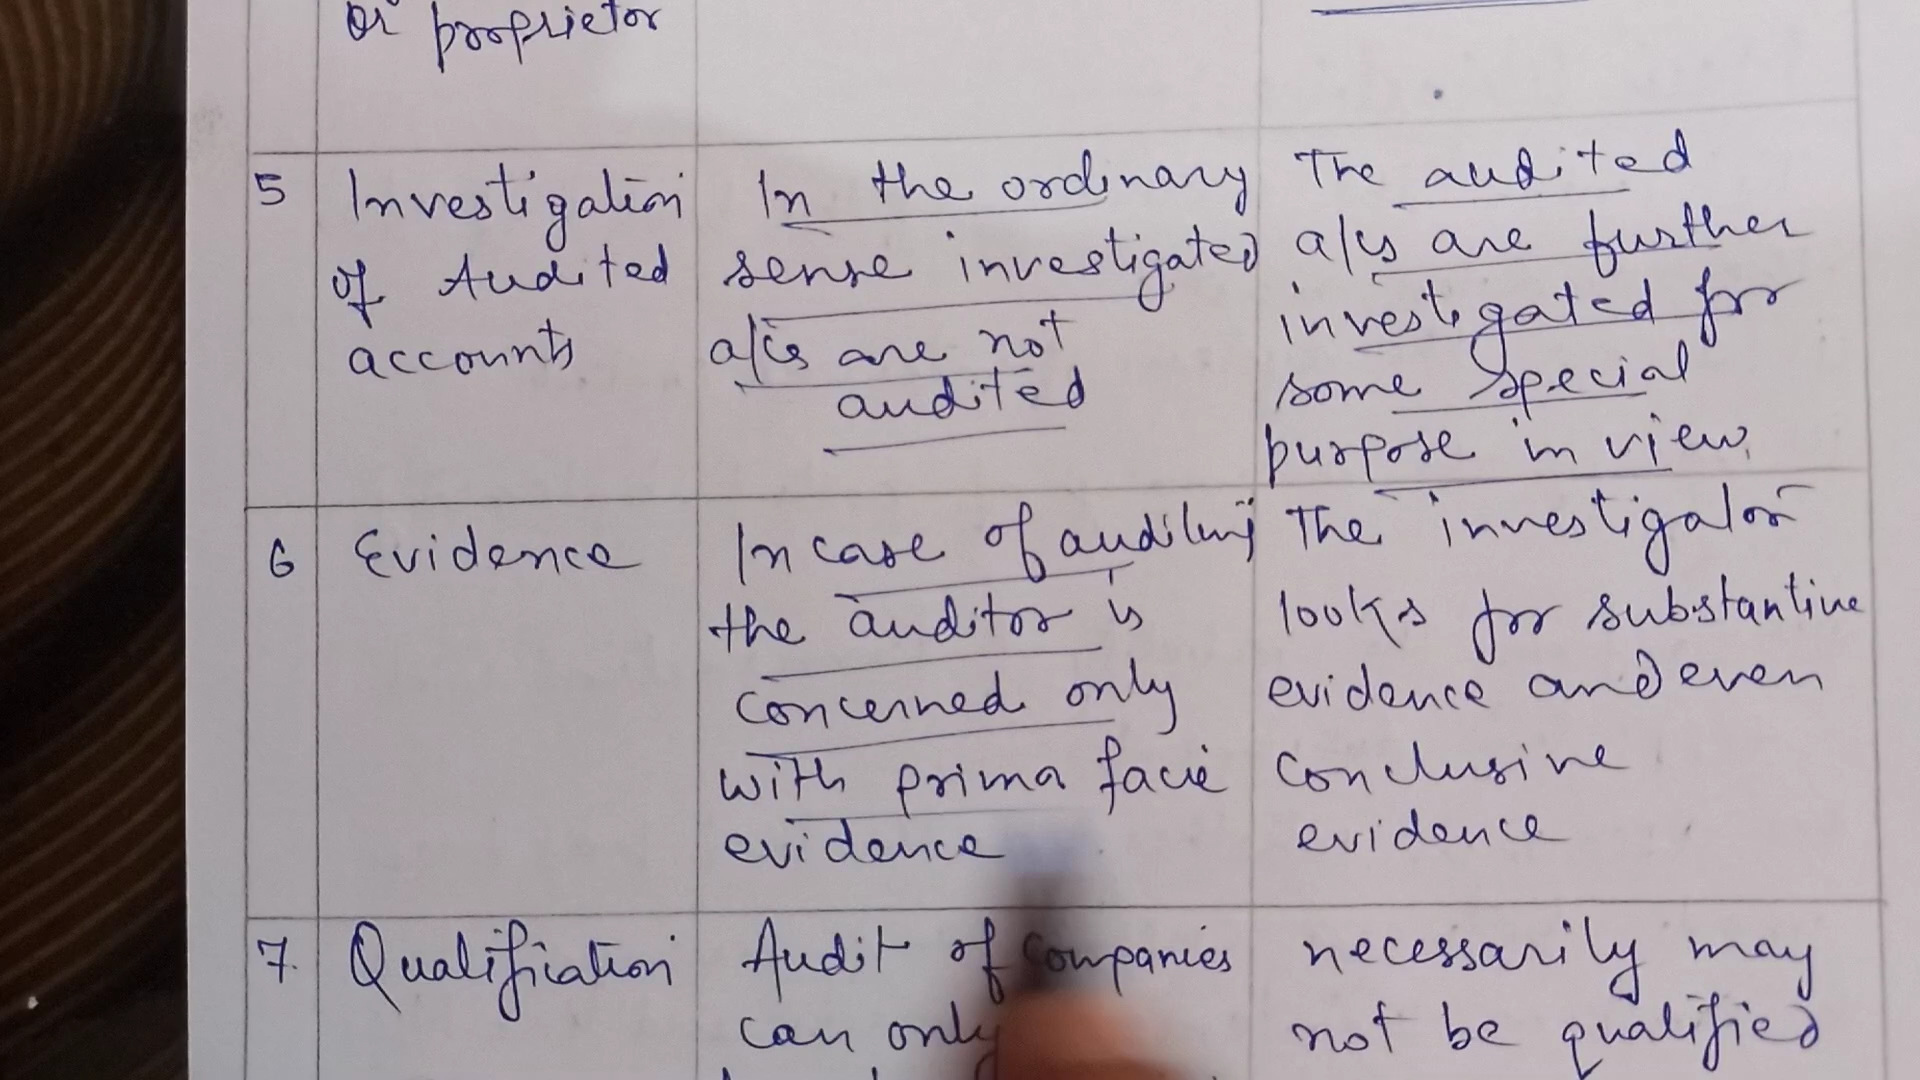 or proprietor
5
Investigation
of Audited
accounts
In the ordinary
sense investigated
a/cs are not
audited
The audited
a/cs are further
investigated for
some special
purpose in view.
6
Evidence
In case of auditing
the auditor is
concerned only
with prima facie
evidence
The investigator
looks for substantive
evidence and even
conclusive
evidence
7.
Qualification
Audit of companies
can only
necessarily may
not be qualified